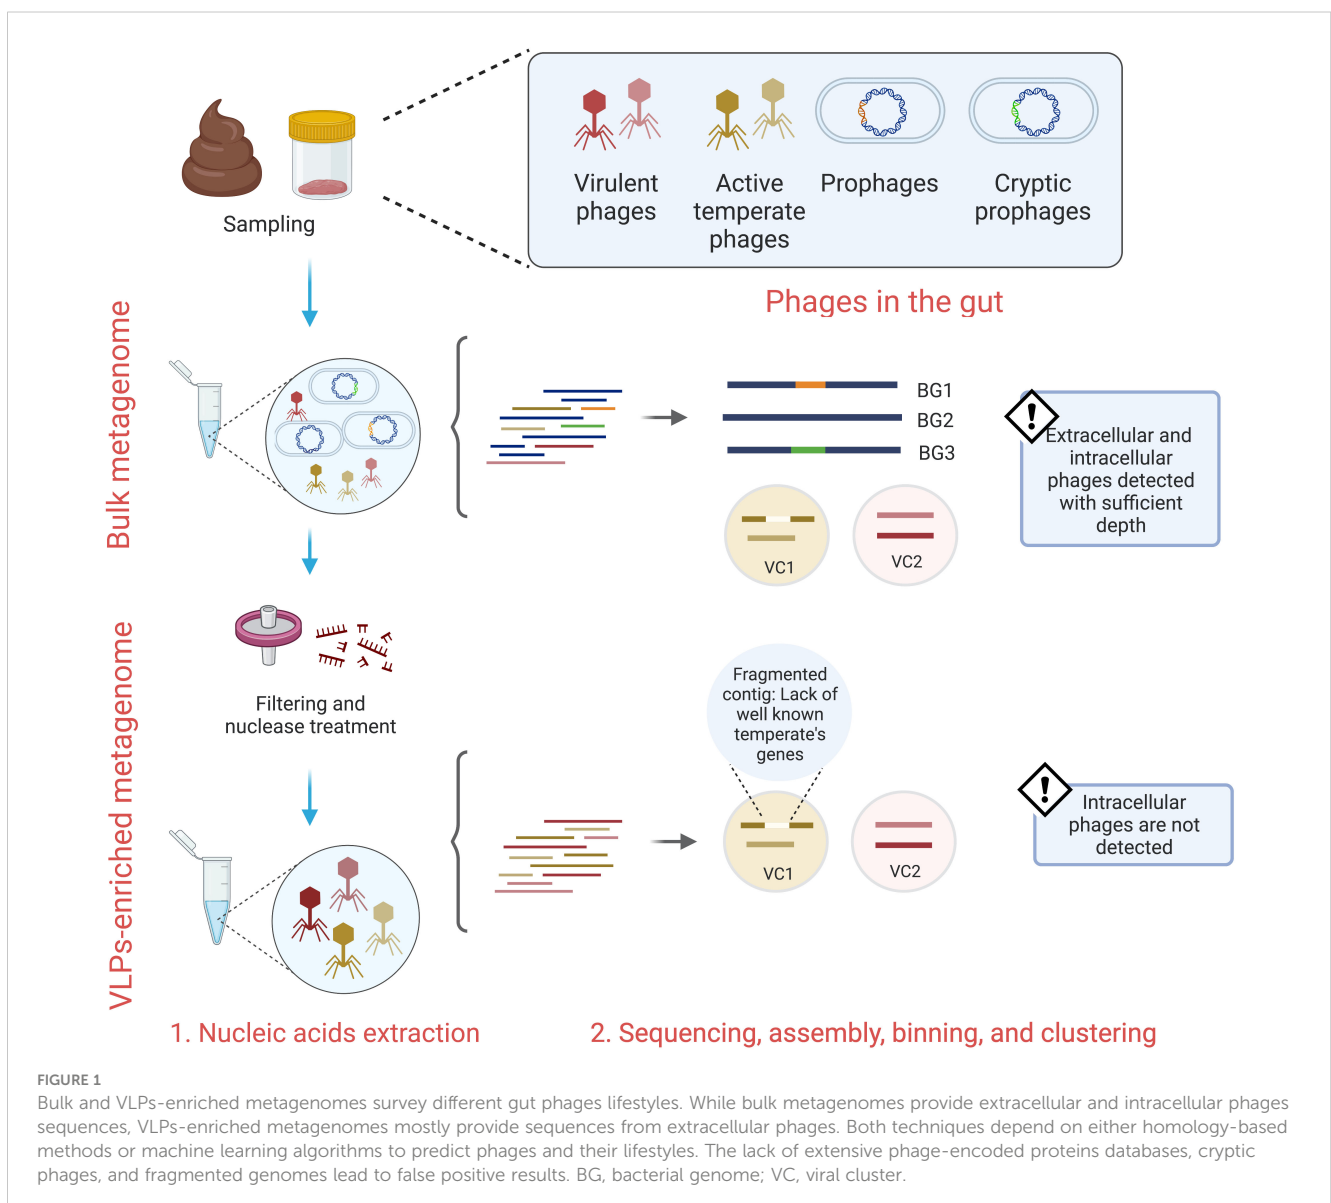 Sampling
Virulent
phages
Active
temperate
phages
Prophages
Cryptic
prophages
Phages in the gut
Bulk metagenome
BG1
BG2
BG3
VC1
VC2
Extracellular and
intracellular
phages detected
with sufficient
depth
VLPs-enriched metagenome
Filtering and
nuclease treatment
Fragmented
contig: Lack of
well known
temperate's
genes
VC1
VC2
Intracellular
phages are not
detected
1. Nucleic acids extraction
2. Sequencing, assembly, binning, and clustering
FIGURE 1
Bulk and VLPs-enriched metagenomes survey different gut phages lifestyles. While bulk metagenomes provide extracellular and intracellular phages
sequences, VLPs-enriched metagenomes mostly provide sequences from extracellular phages. Both techniques depend on either homology-based
methods or machine learning algorithms to predict phages and their lifestyles. The lack of extensive phage-encoded proteins databases, cryptic
phages, and fragmented genomes lead to false positive results. BG, bacterial genome; VC, viral cluster.